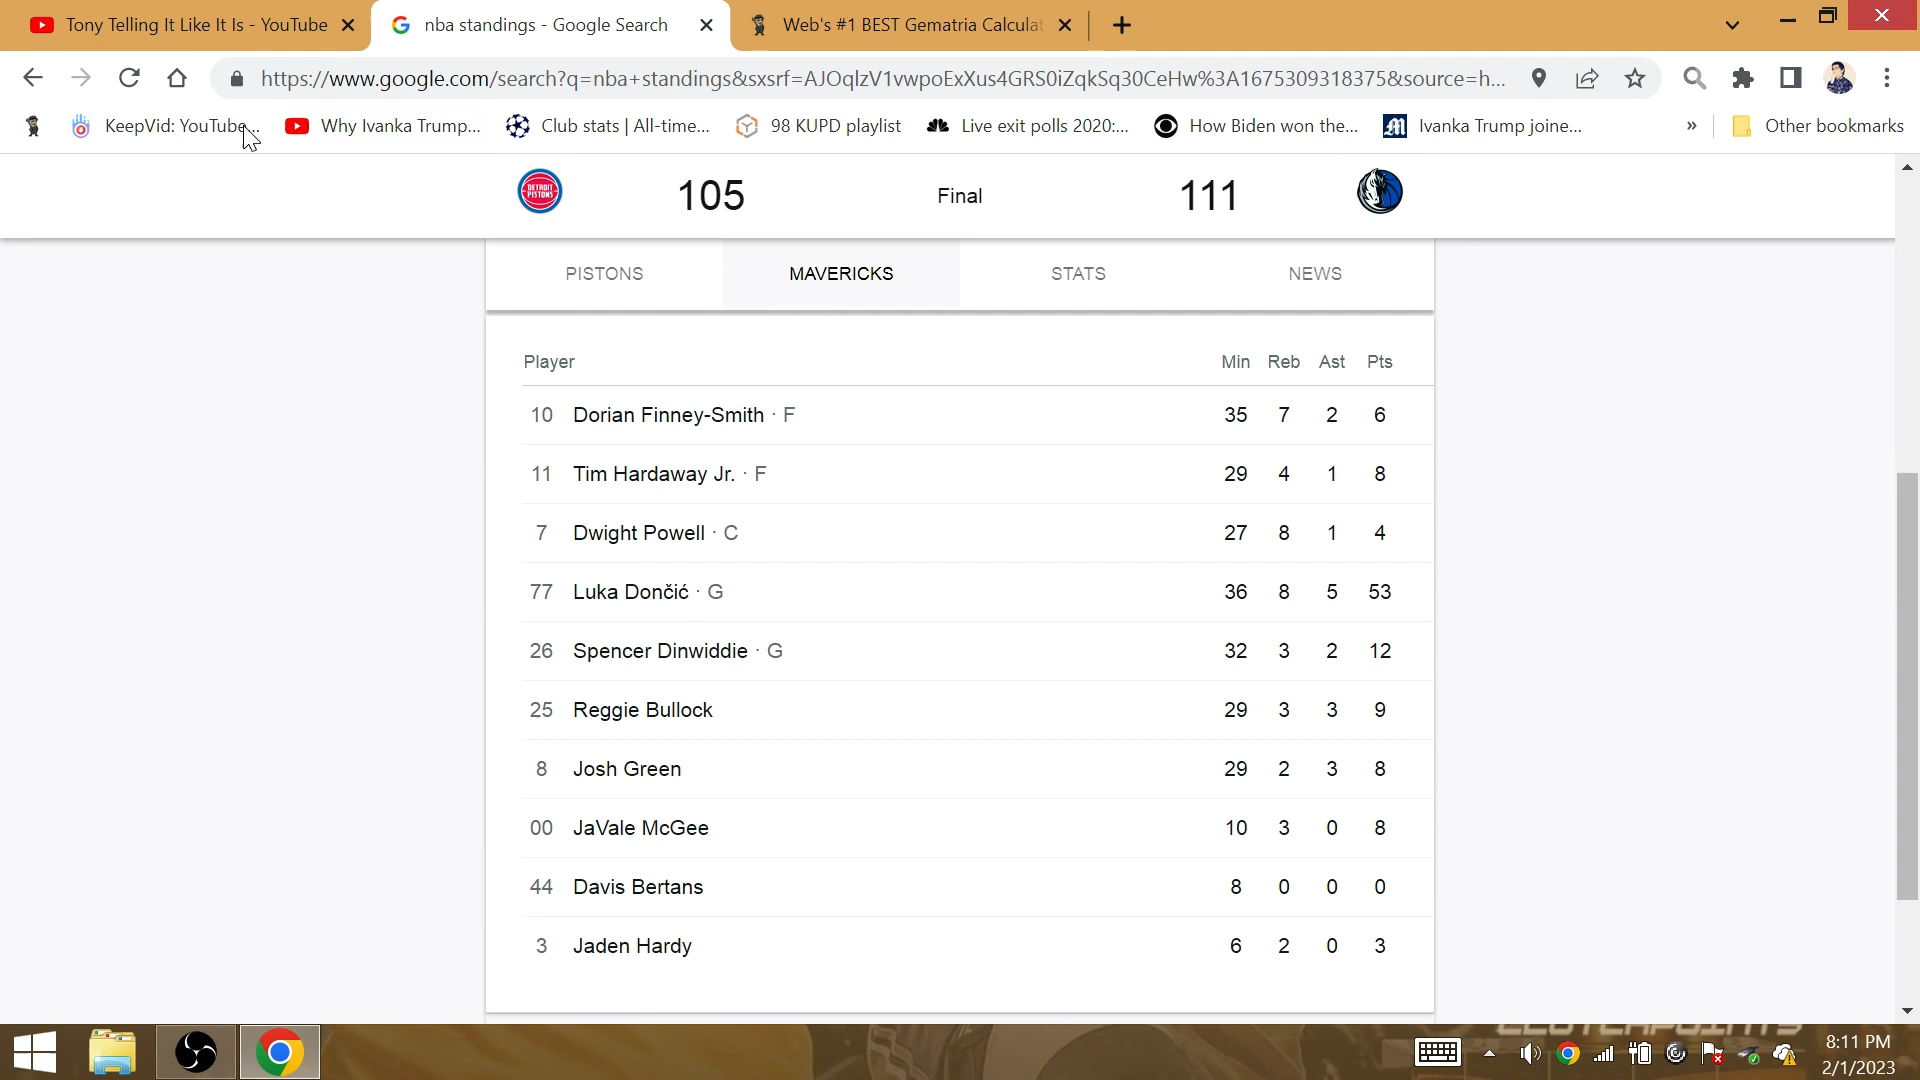 Tony Telling It Like It Is - YouTube
nba standings - Google Search
Web's #1 BEST Gematria Calculat
https://www.google.com/search?q=nba+standings&sxsrf=AJOqlzV1vwpoExXus4GRS0iZqkSq30CeHw%3A1675309318375&source=h...
KeepVid: YouTube...
Why Ivanka Trump...
Club stats | All-time...
98 KUPD playlist
Live exit polls 2020:...
How Biden won the...
Ivanka Trump joine...
»
Other bookmarks
DETROIT
PISTONS
105 Final 111
PISTONS MAVERICKS STATS NEWS
Player Min Reb Ast Pts
10 Dorian Finney-Smith · F 35 7 2 6
11 Tim Hardaway Jr. · F 29 4 1 8
7 Dwight Powell · C 27 8 1 4
77 Luka Dončić · G 36 8 5 53
26 Spencer Dinwiddie · G 32 3 2 12
25 Reggie Bullock 29 3 3 9
8 Josh Green 29 2 3 8
00 JaVale McGee 10 3 0 8
44 Davis Bertans 8 0 0 0
3 Jaden Hardy 6 2 0 3
8:11 PM
2/1/2023